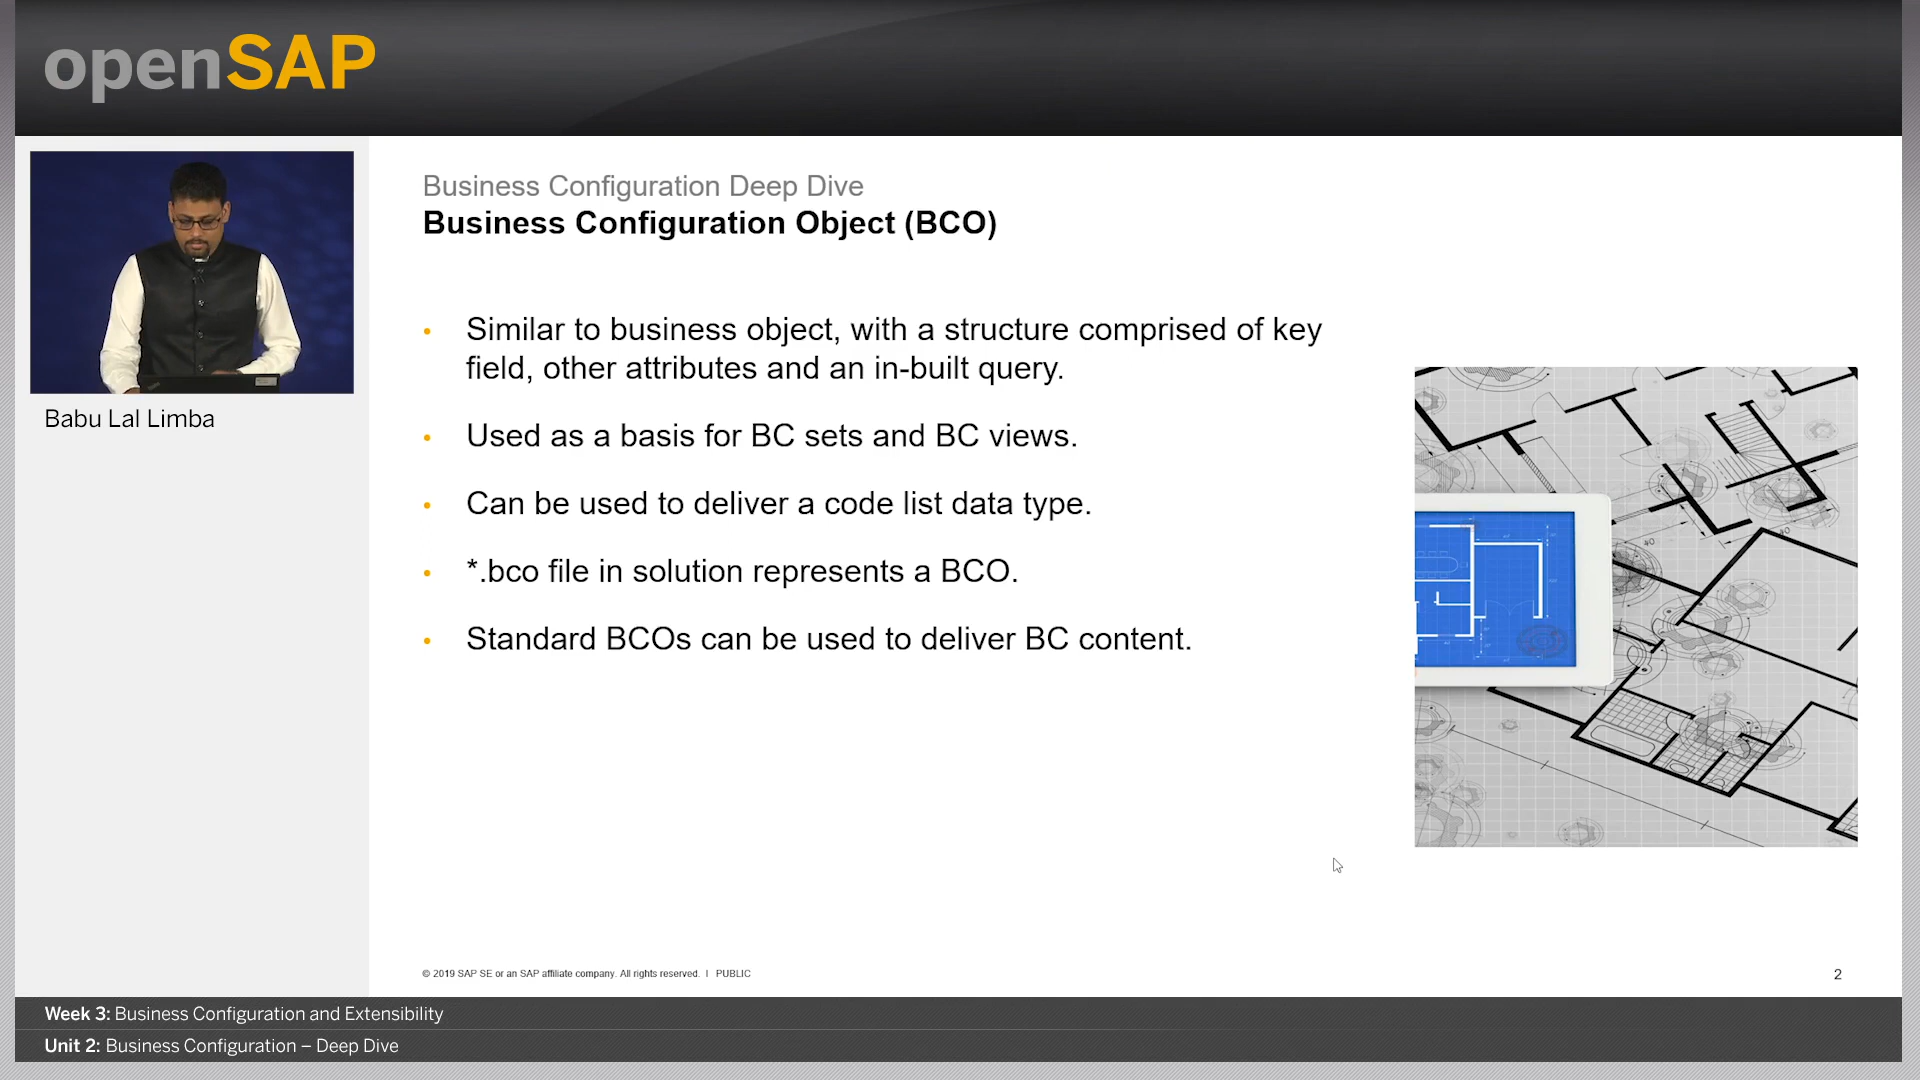 openSAP
Babu Lal Limba
Business Configuration Deep Dive
Business Configuration Object (BCO)
• Similar to business object, with a structure comprised of key
field, other attributes and an in-built query.
• Used as a basis for BC sets and BC views.
• Can be used to deliver a code list data type.
• *.bco file in solution represents a BCO.
• Standard BCOs can be used to deliver BC content.
© 2019 SAP SE or an SAP affiliate company. All rights reserved. I PUBLIC
2
Week 3: Business Configuration and Extensibility
Unit 2: Business Configuration – Deep Dive